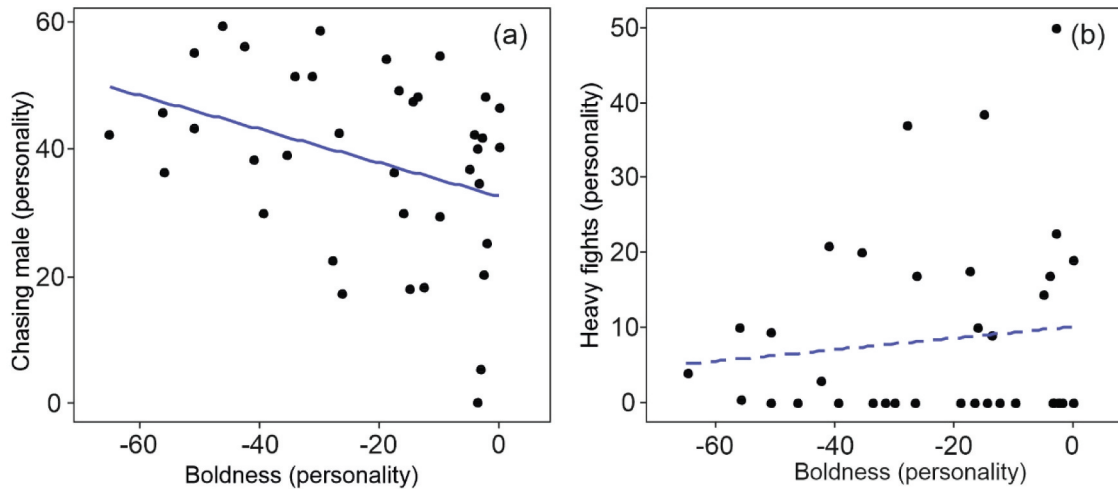 (a)
Chasing male (personality)
60
40
20
0
-60 -40 -20 0
Boldness (personality)
(b)
Heavy fights (personality)
50
40
30
20
10
0
-60 -40 -20 0
Boldness (personality)